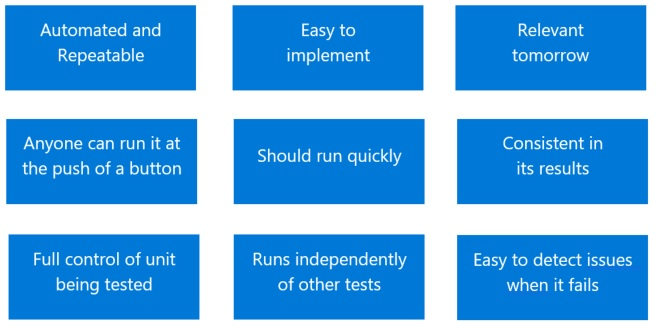 Automated and
Repeatable
Easy to
implement
Relevant
tomorrow
Anyone can run it at
the push of a button
Should run quickly
Consistent in
its results
Full control of unit
being tested
Runs independently
of other tests
Easy to detect issues
when it fails